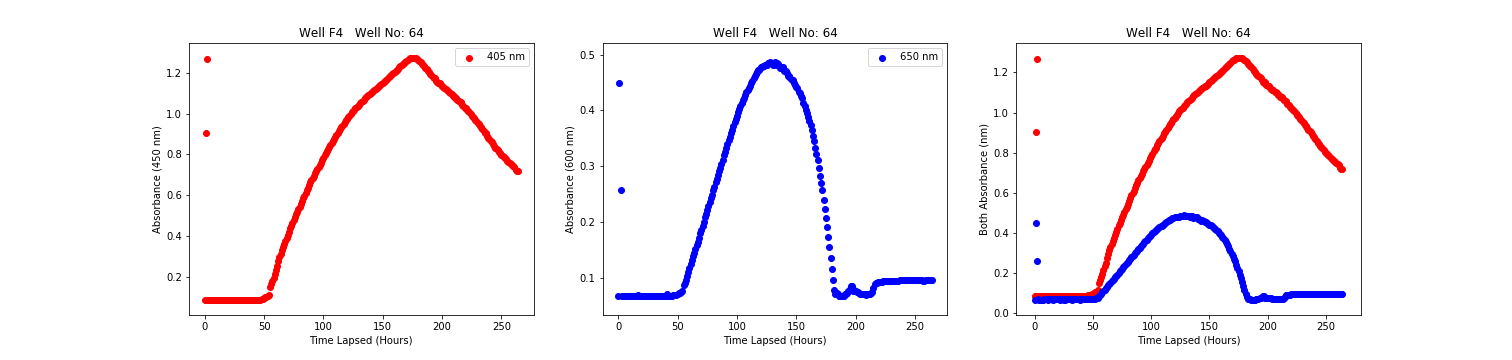 Well F4 Well No: 64
405 nm
Absorbance (450 nm)
1.2
1.0
0.8
0.6
0.4
0.2
0 50 100 150 200 250
Time Lapsed (Hours)
Well F4 Well No: 64
650 nm
Absorbance (600 nm)
0.5
0.4
0.3
0.2
0.1
0 50 100 150 200 250
Time Lapsed (Hours)
Well F4 Well No: 64
Both Absorbance (nm)
1.2
1.0
0.8
0.6
0.4
0.2
0.0
0 50 100 150 200 250
Time Lapsed (Hours)